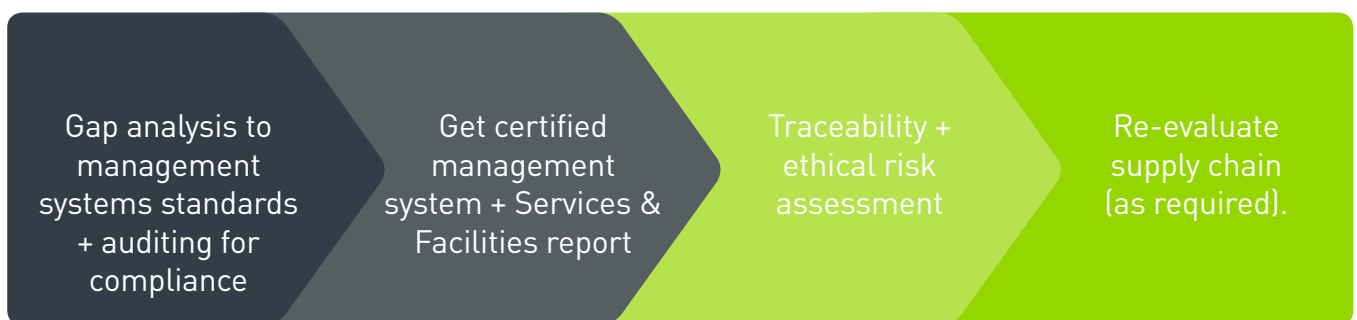 Gap analysis to
management
systems standards
+ auditing for
compliance
Get certified
management
system + Services &
Facilities report
Traceability +
ethical risk
assessment
Re-evaluate
supply chain
(as required).